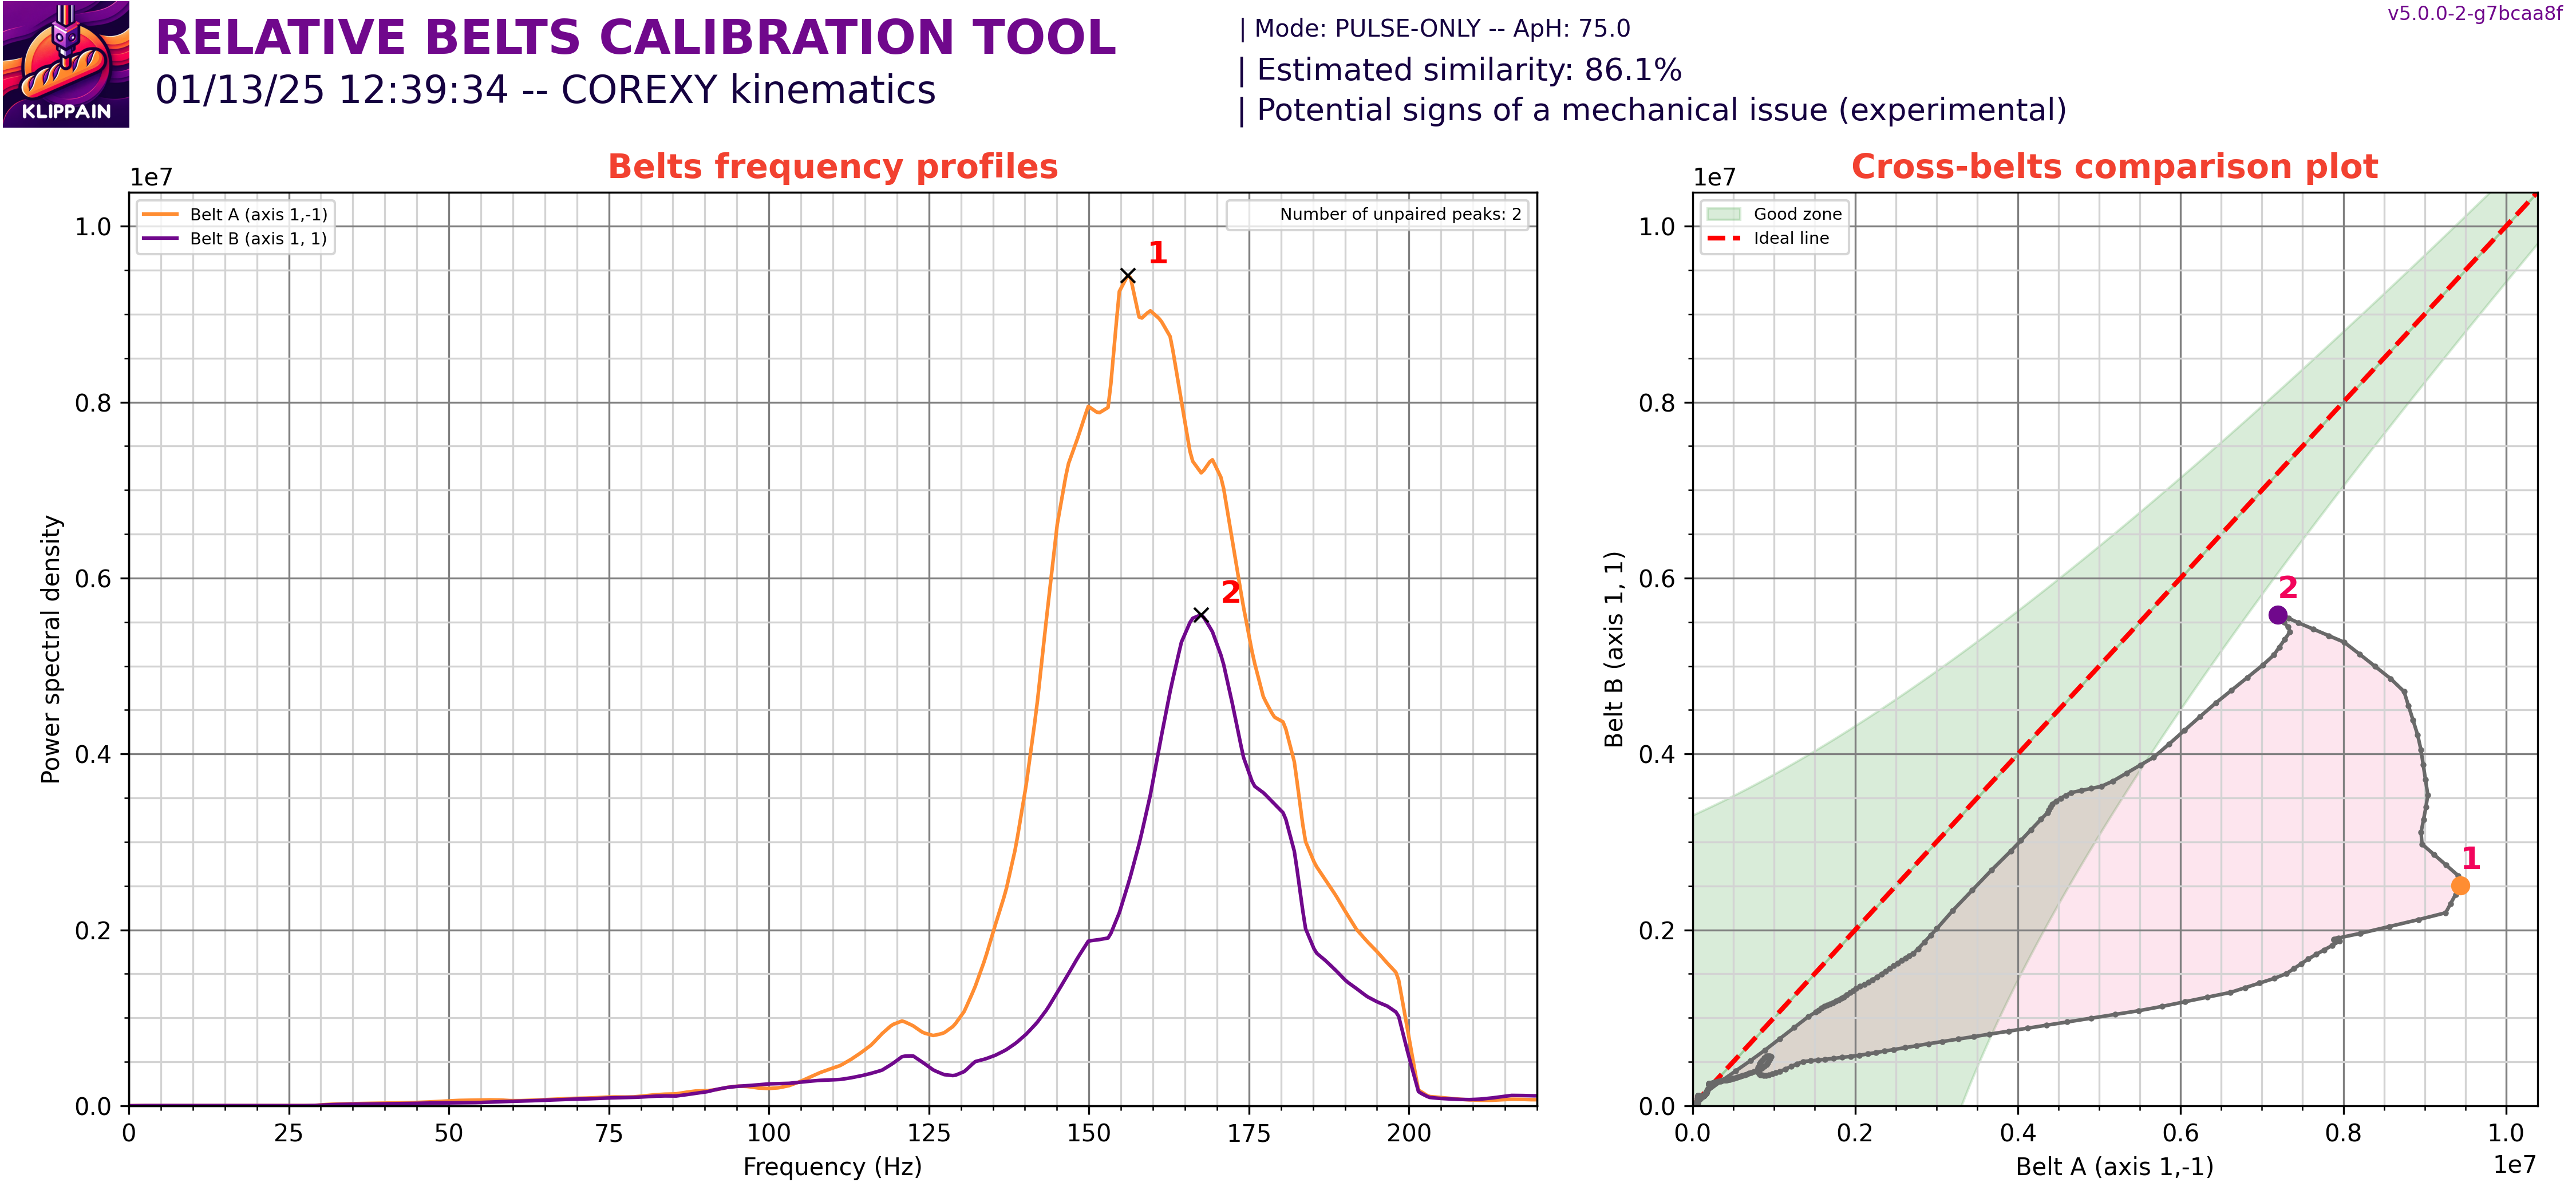 KLIPPAIN
RELATIVE BELTS CALIBRATION TOOL
01/13/25 12:39:34 -- COREXY kinematics
| Mode: PULSE-ONLY -- ApH: 75.0
| Estimated similarity: 86.1%
| Potential signs of a mechanical issue (experimental)
v5.0.0-2-g7bcaa8f
Belts frequency profiles
1e7
Belt A (axis 1,-1)
Belt B (axis 1, 1)
Number of unpaired peaks: 2
1
2
1.0
0.8
0.6
0.4
0.2
0.0
Power spectral density
0 25 50 75 100 125 150 175 200
Frequency (Hz)
Cross-belts comparison plot
1e7
Good zone
Ideal line
2
1
1.0
0.8
0.6
0.4
0.2
0.0
Belt B (axis 1, 1)
0.0 0.2 0.4 0.6 0.8 1.0
Belt A (axis 1,-1)
1e7